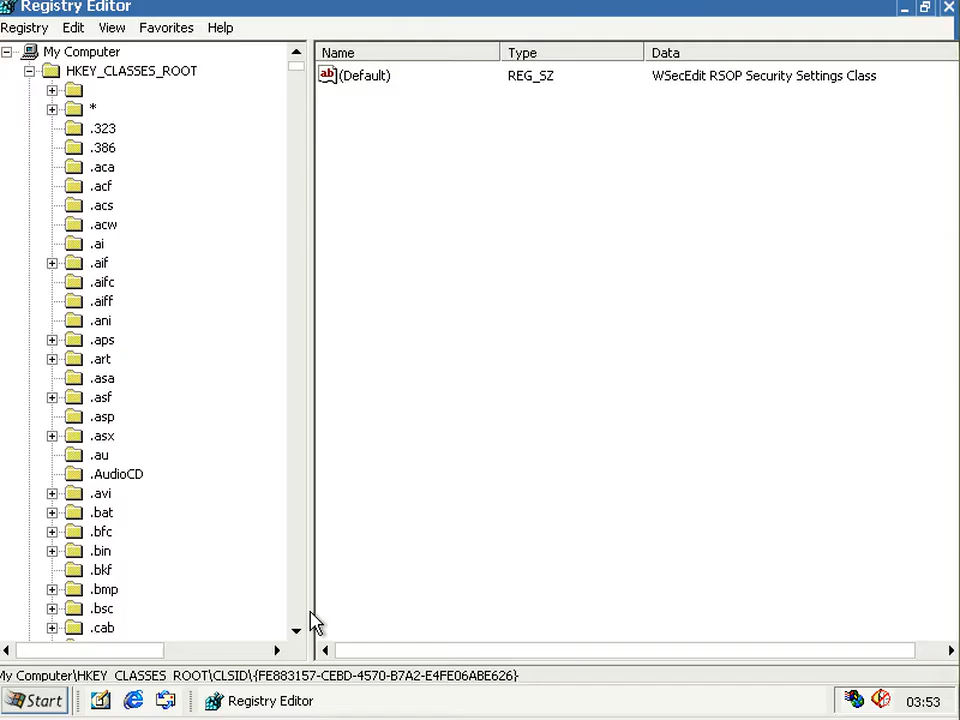 Registry Editor
Registry Edit View Favorites Help
My Computer
HKEY_CLASSES_ROOT
*
.323
.386
.aca
.acf
.acs
.acw
.ai
.aif
.aifc
.aiff
.ani
.aps
.art
.asa
.asf
.asp
.asx
.au
.AudioCD
.avi
.bat
.bfc
.bin
.bkf
.bmp
.bsc
.cab
Name Type Data
ab (Default) REG_SZ WSecEdit RSOP Security Settings Class
My Computer\HKEY_CLASSES_ROOT\CLSID\{FE883157-CEBD-4570-B7A2-E4FE06ABE626}
Start Registry Editor 03:53